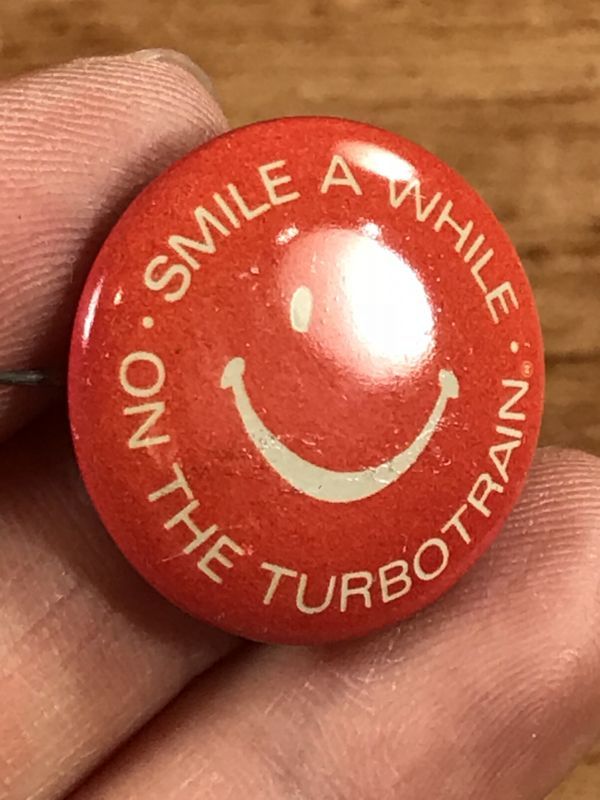 · SMILE A WHILE ·
ON THE TURBOTRAIN.®